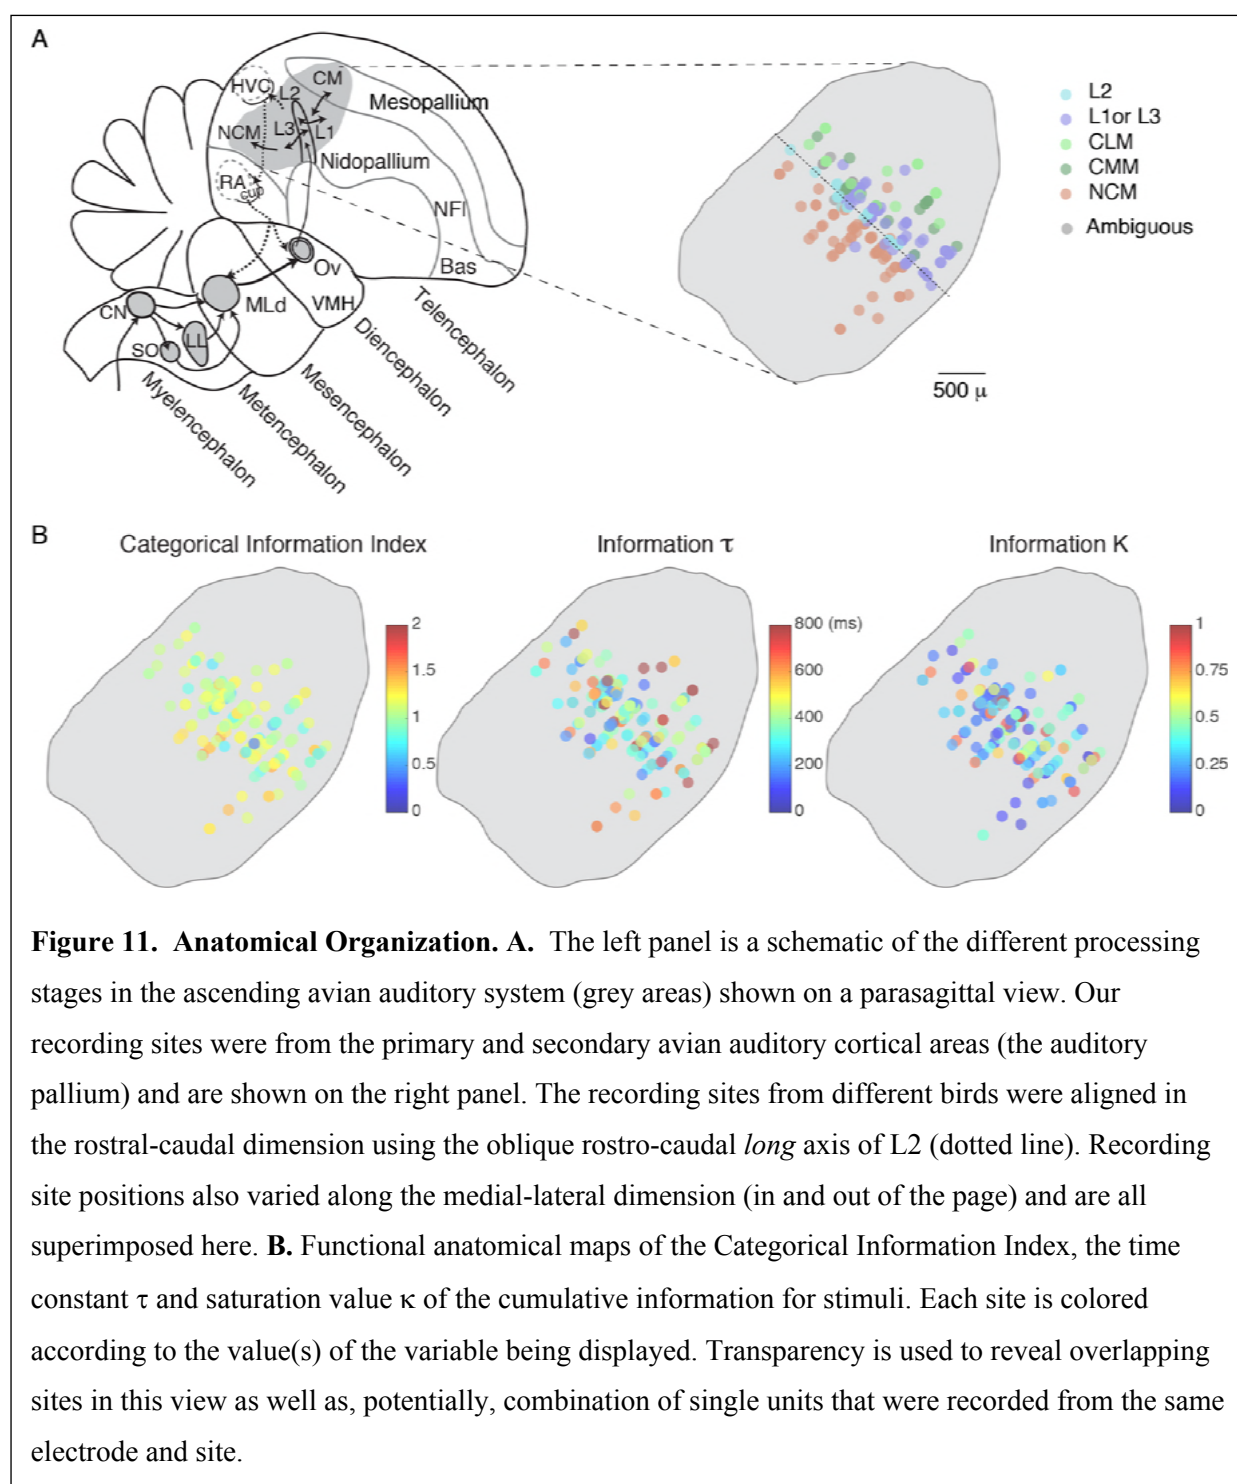 A
HVC
L2
CM
Mesopallium
NCM
L3
L1
Nidopallium
RA
cup
NFl
Ov
Bas
CN
MLd
VMH
LL
SO
Telencephalon
Diencephalon
Mesencephalon
Metencephalon
Myelencephalon
L2
L1or L3
CLM
CMM
NCM
Ambiguous
500 μ
B
Categorical Information Index
2
1.5
1
0.5
0
Information τ
800 (ms)
600
400
200
0
Information K
1
0.75
0.5
0.25
0
Figure 11. Anatomical Organization. A. The left panel is a schematic of the different processing
stages in the ascending avian auditory system (grey areas) shown on a parasagittal view. Our
recording sites were from the primary and secondary avian auditory cortical areas (the auditory
pallium) and are shown on the right panel. The recording sites from different birds were aligned in
the rostral-caudal dimension using the oblique rostro-caudal long axis of L2 (dotted line). Recording
site positions also varied along the medial-lateral dimension (in and out of the page) and are all
superimposed here. B. Functional anatomical maps of the Categorical Information Index, the time
constant τ and saturation value κ of the cumulative information for stimuli. Each site is colored
according to the value(s) of the variable being displayed. Transparency is used to reveal overlapping
sites in this view as well as, potentially, combination of single units that were recorded from the same
electrode and site.